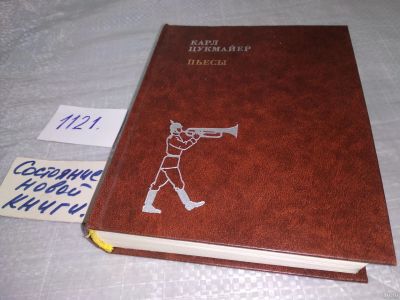 КАРЛ
ЦУКМАЙЕР
ПЬЕСЫ
1121.
Состояние
новой
книги.